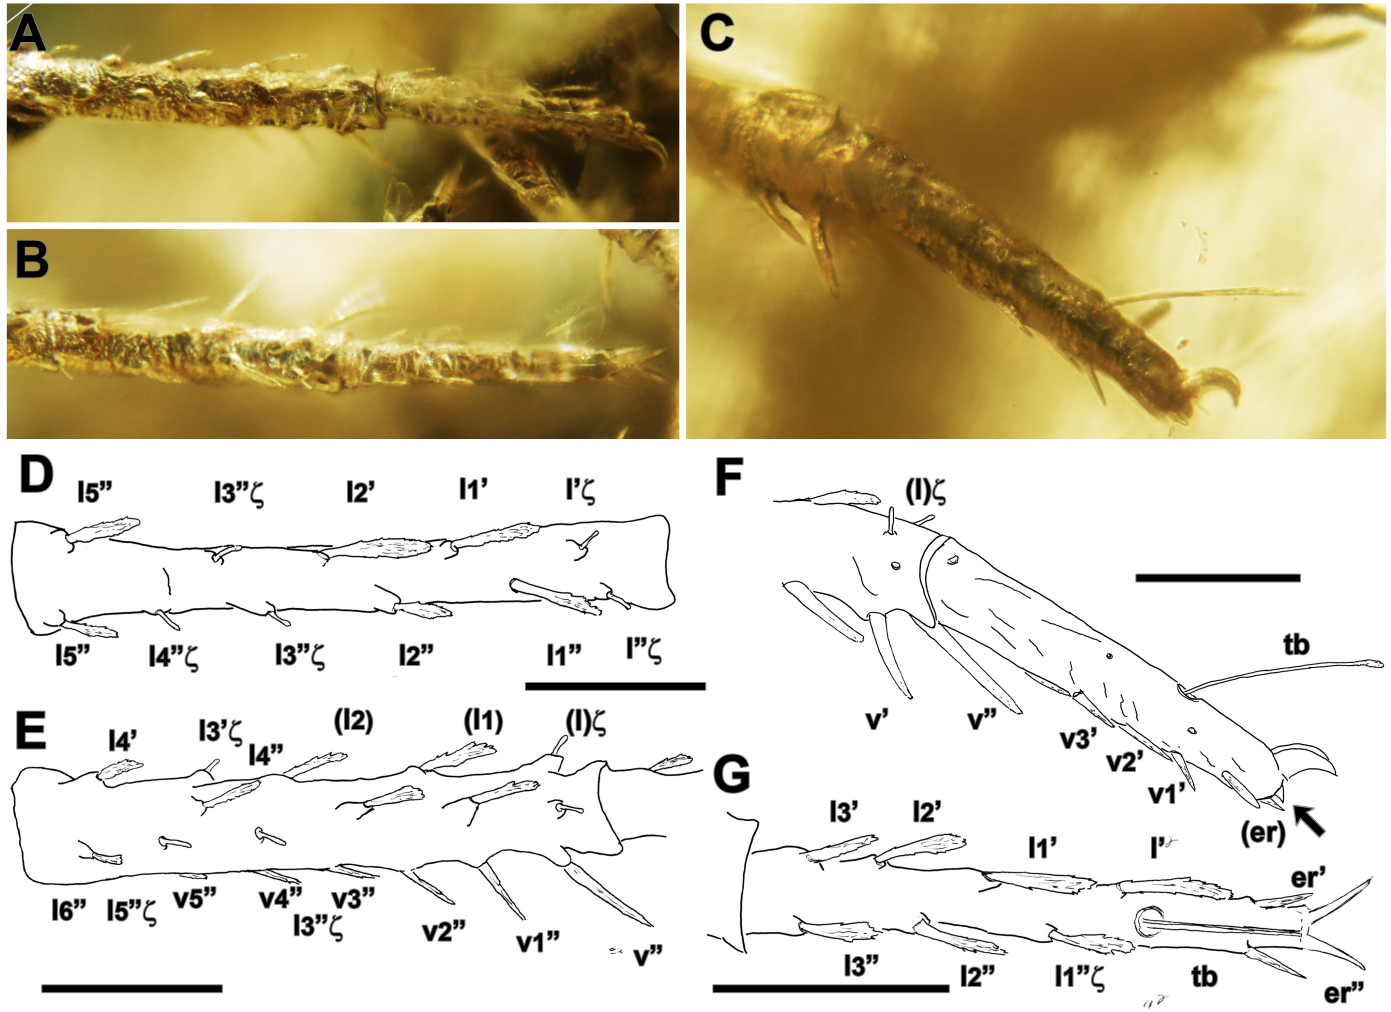 A
B
C
D
l5” l3”ζ l2’ l1’ l’ζ
l5” l4”ζ l3”ζ l2” l1” l”ζ
E
l4’ l3’ζ l4” (l2) (l1) (l)ζ
l6” l5”ζ v5” v4” l3”ζ v3” v2” v1” v”
F
(l)ζ
tb
v’ v” v3’ v2’ v1’ (er)
G
l3’ l2’ l1’ l’ er’
l3” l2” l1”ζ tb er”